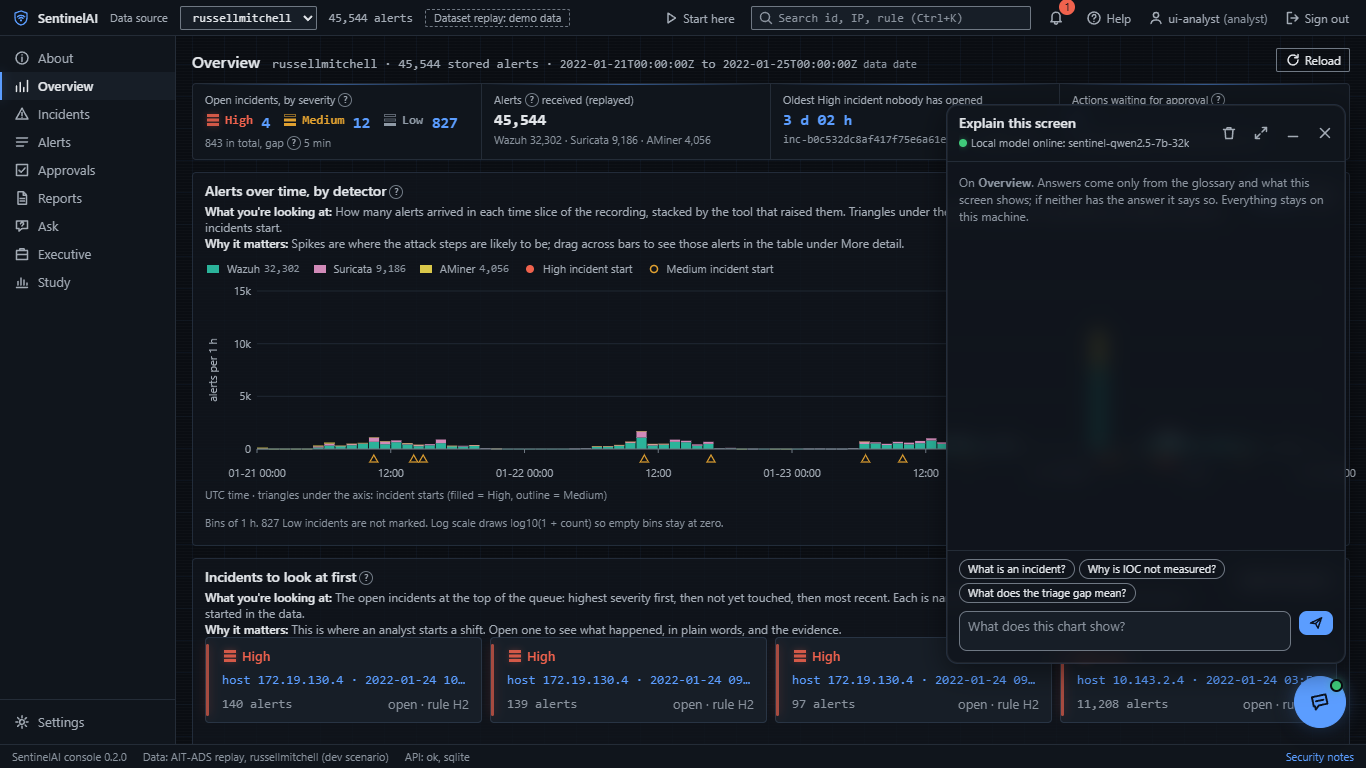 SentinelAI Data source russellmitchell 45,544 alerts Dataset replay: demo data Start here Search id, IP, rule (Ctrl+K) 1 Help ui-analyst (analyst) Sign out
About
Overview
Incidents
Alerts
Approvals
Reports
Ask
Executive
Study
Settings
Overview russellmitchell · 45,544 stored alerts · 2022-01-21T00:00:00Z to 2022-01-25T00:00:00Z data date Reload
Open incidents, by severity ?
High 4 Medium 12 Low 827
843 in total, gap ? 5 min
Alerts ? received (replayed)
45,544
Wazuh 32,302 · Suricata 9,186 · AMiner 4,056
Oldest High incident nobody has opened
3 d 02 h
inc-b0c532dc8af417f75e6a61e
Actions waiting for approval ?
Alerts over time, by detector ?
What you're looking at: How many alerts arrived in each time slice of the recording, stacked by the tool that raised them. Triangles under the
incidents start.
Why it matters: Spikes are where the attack steps are likely to be; drag across bars to see those alerts in the table under More detail.
Wazuh 32,302 Suricata 9,186 AMiner 4,056 High incident start Medium incident start
alerts per 1 h
15k
10k
5k
0
01-21 00:00 12:00 01-22 00:00 12:00 01-23 00:00 12:00 00
UTC time · triangles under the axis: incident starts (filled = High, outline = Medium)
Bins of 1 h. 827 Low incidents are not marked. Log scale draws log10(1 + count) so empty bins stay at zero.
Incidents to look at first ?
What you're looking at: The open incidents at the top of the queue: highest severity first, then not yet touched, then most recent. Each is na
started in the data.
Why it matters: This is where an analyst starts a shift. Open one to see what happened, in plain words, and the evidence.
High
host 172.19.130.4 · 2022-01-24 10…
140 alerts open · rule H2
High
host 172.19.130.4 · 2022-01-24 09…
139 alerts open · rule H2
High
host 172.19.130.4 · 2022-01-24 09…
97 alerts open · rule H2
host 10.143.2.4 · 2022-01-24 03:
11,208 alerts open · ru
Explain this screen
Local model online: sentinel-qwen2.5-7b-32k
On Overview. Answers come only from the glossary and what this
screen shows; if neither has the answer it says so. Everything stays on
this machine.
What is an incident? Why is IOC not measured?
What does the triage gap mean?
What does this chart show?
SentinelAI console 0.2.0 Data: AIT-ADS replay, russellmitchell (dev scenario) API: ok, sqlite Security notes